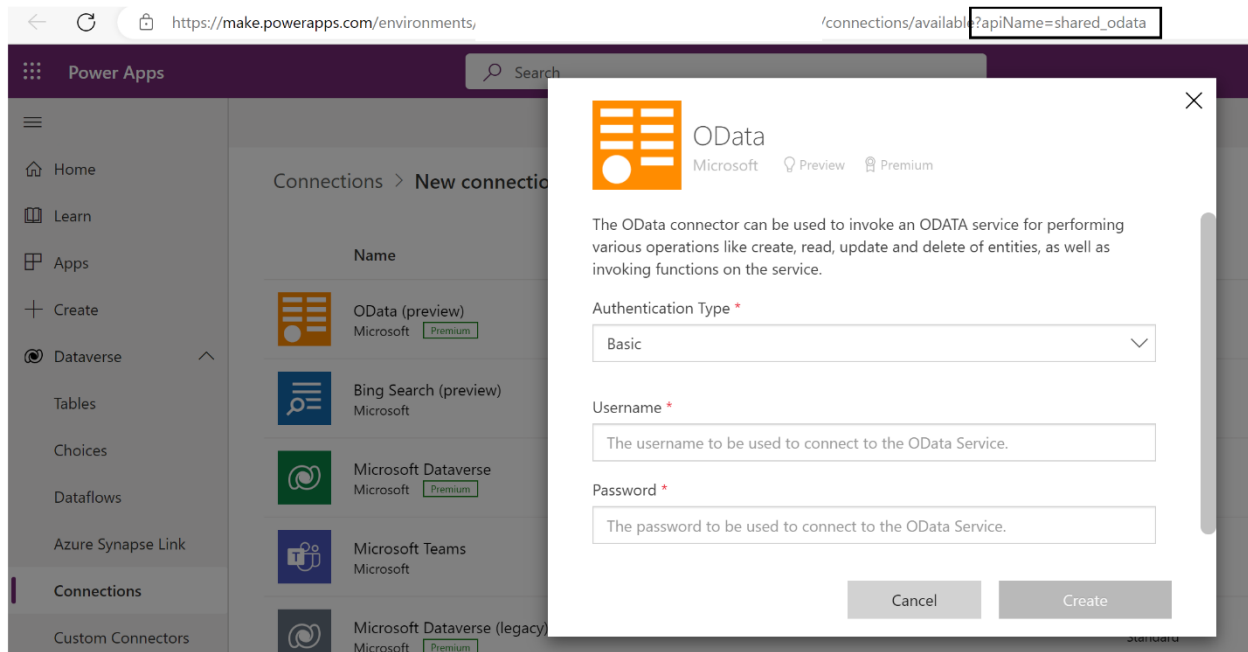 https://make.powerapps.com/environments/ /connections/available?apiName=shared_odata
Power Apps
Search
Home
Learn
Apps
Create
Dataverse
Tables
Choices
Dataflows
Azure Synapse Link
Connections
Custom Connectors
Connections > New connectio
Name
OData (preview)
Microsoft Premium
Bing Search (preview)
Microsoft
Microsoft Dataverse
Microsoft Premium
Microsoft Teams
Microsoft
Microsoft Dataverse (legacy)
Microsoft Premium
Standard
OData
Microsoft Preview Premium
The OData connector can be used to invoke an ODATA service for performing
various operations like create, read, update and delete of entities, as well as
invoking functions on the service.
Authentication Type *
Basic
Username *
The username to be used to connect to the OData Service.
Password *
The password to be used to connect to the OData Service.
Cancel
Create